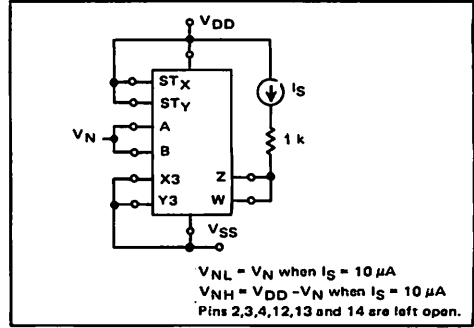 VDD
STX
STY
IS
VN
A
B
1 k
X3
Z
Y3
W
VSS
VNL = VN when IS = 10 μA
VNH = VDD -VN when IS = 10 μA
Pins 2,3,4,12,13 and 14 are left open.